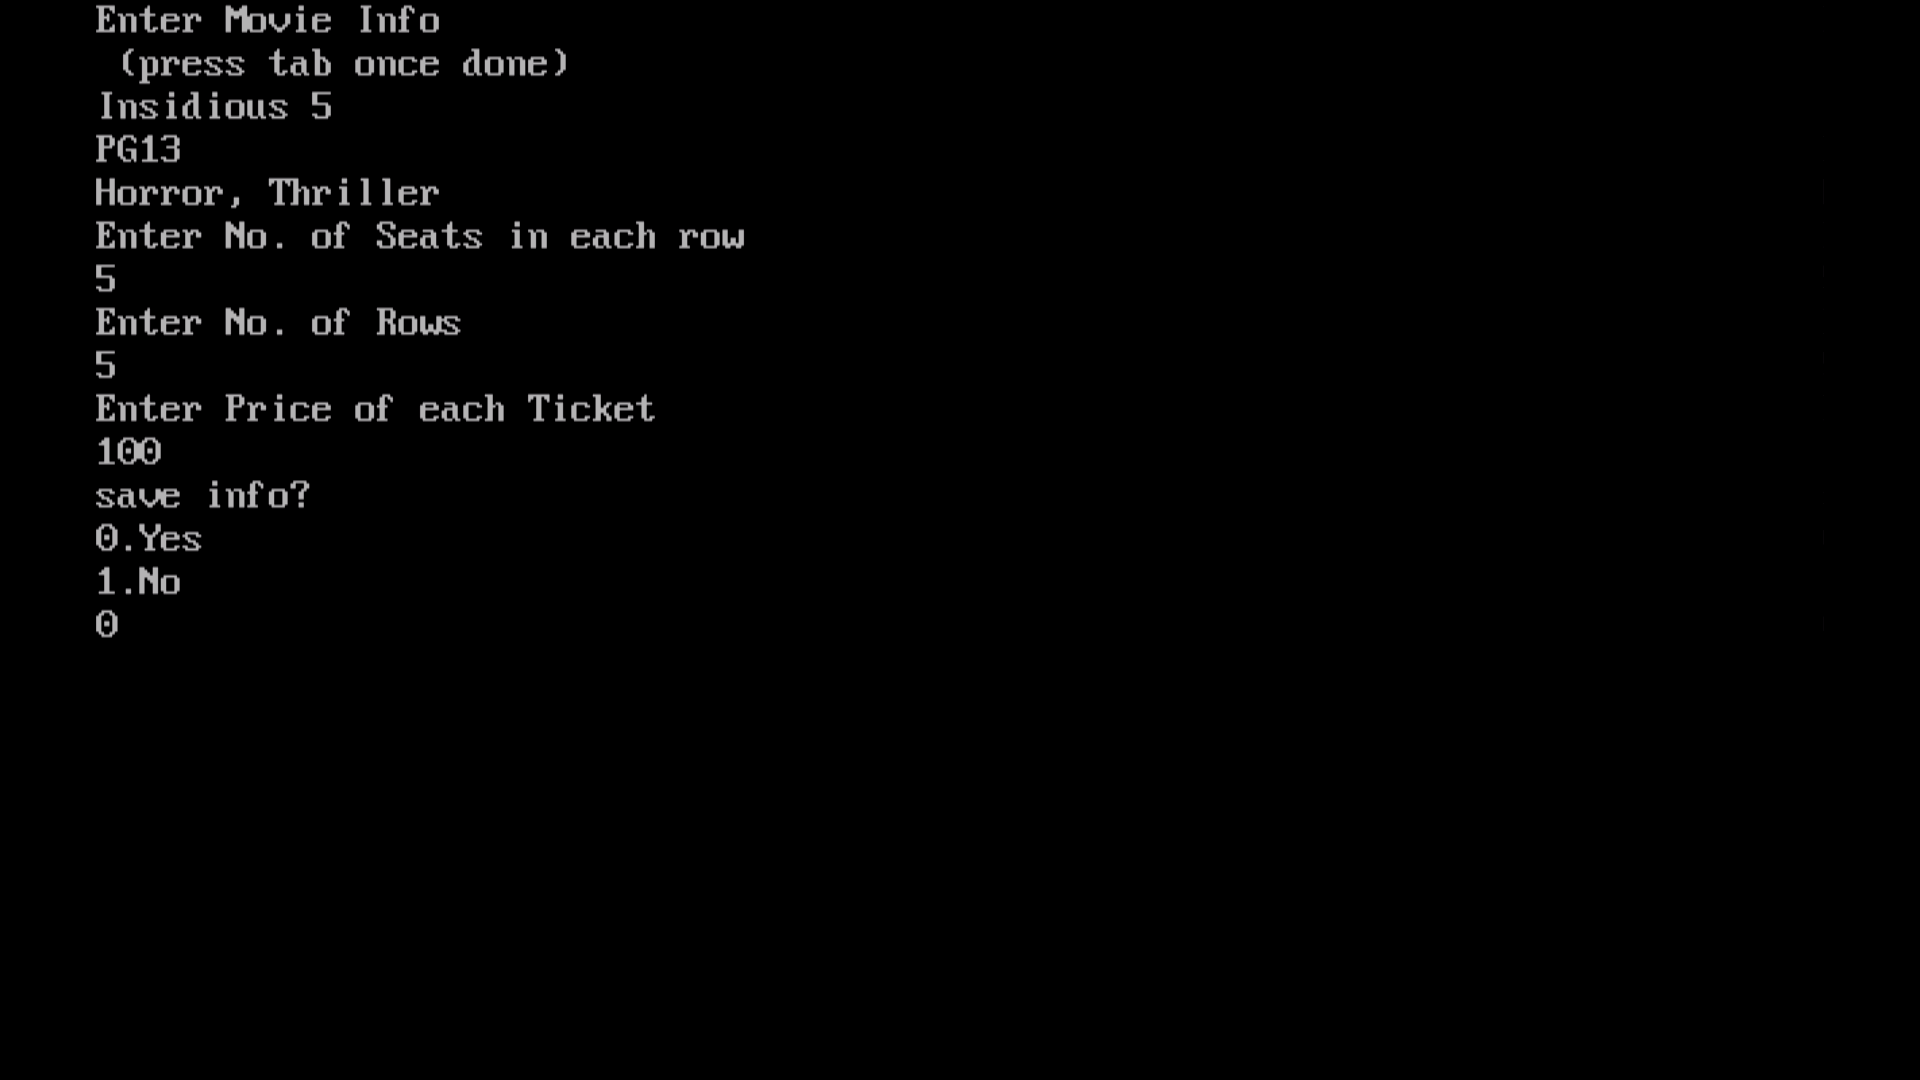 Enter Movie Info
(press tab once done)
Insidious 5
PG13
Horror, Thriller
Enter No. of Seats in each row
5
Enter No. of Rows
5
Enter Price of each Ticket
100
save info?
0.Yes
1.No
0